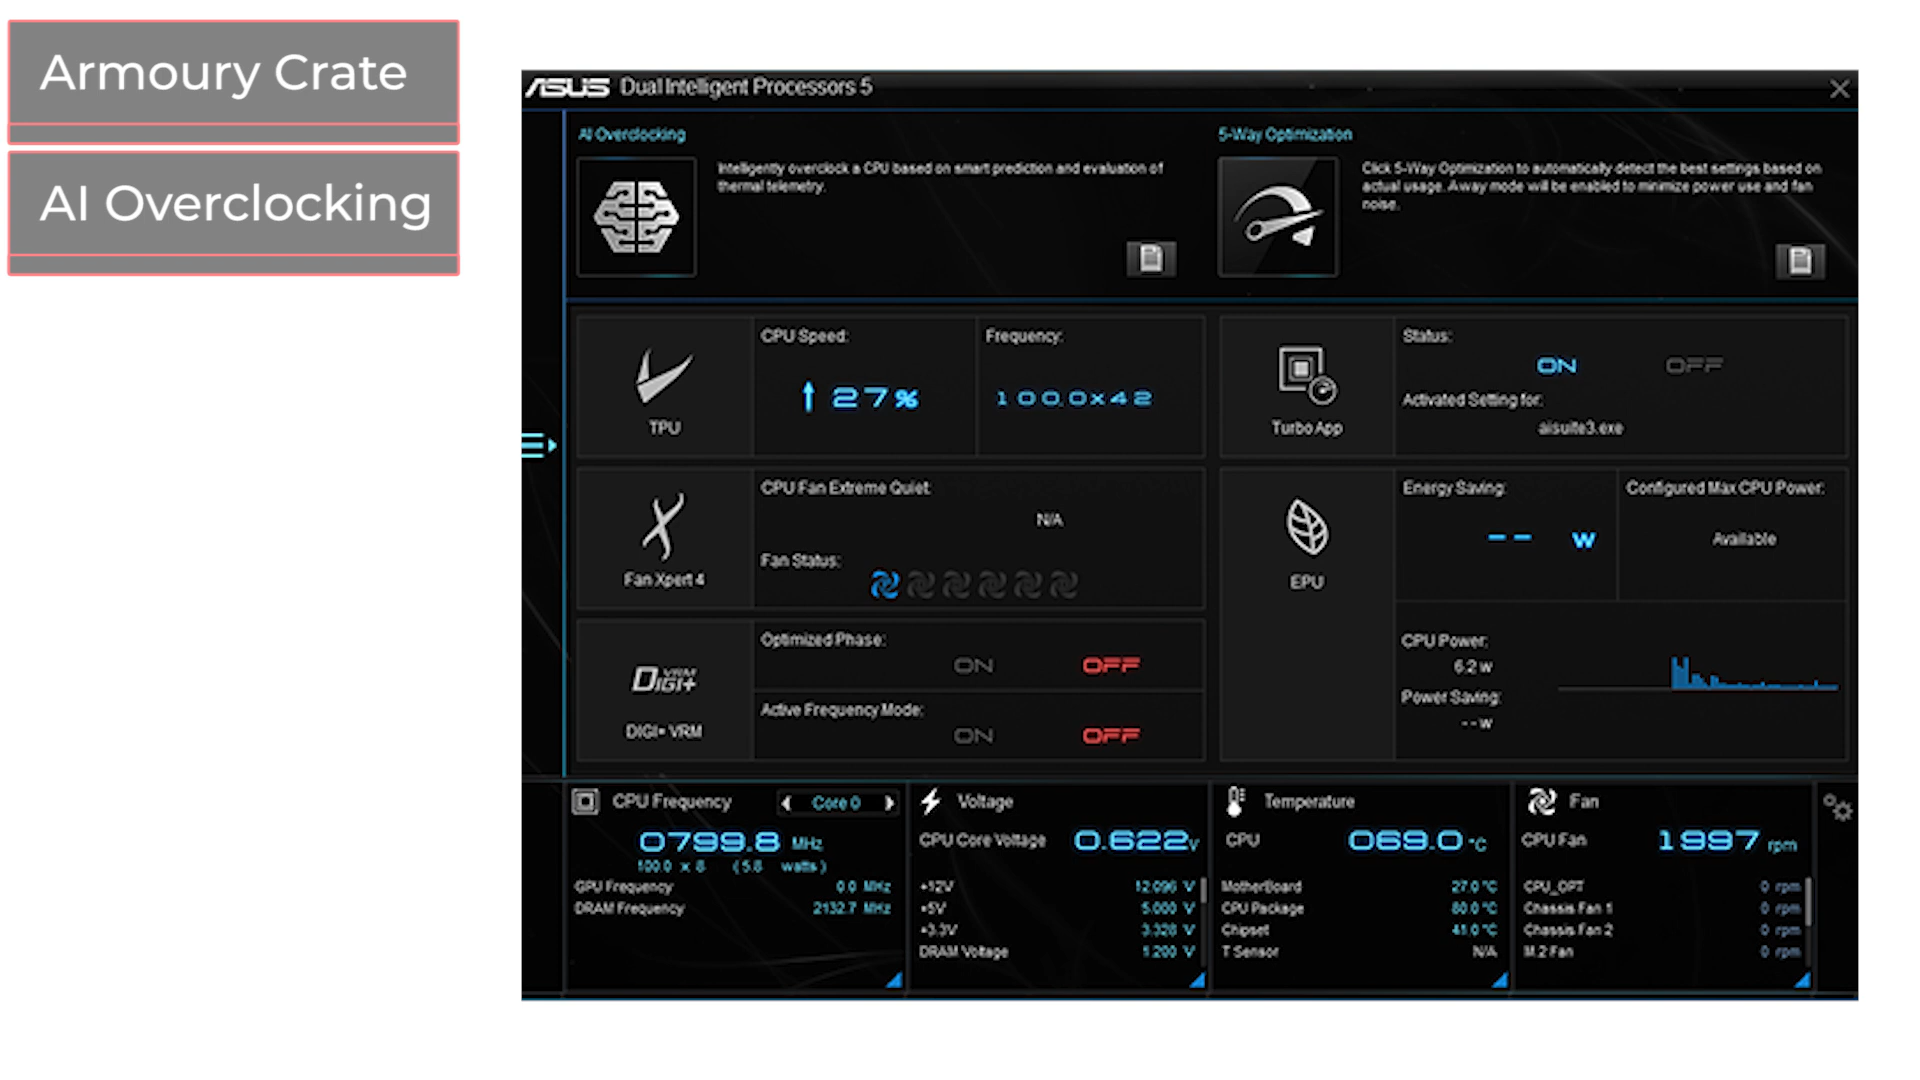 Armoury Crate
AI Overclocking
ASUS Dual Intelligent Processors 5
AI Overclocking
Intelligently overclock a CPU based on smart prediction and evaluation of
thermal telemetry.
5-Way Optimization
Click 5-Way Optimization to automatically detect the best settings based on
actual usage. Away mode will be enabled to minimize power use and fan
noise.
TPU
CPU Speed:
27%
Frequency:
100.0x42
Turbo App
Status:
ON OFF
Activated Setting for:
aisuite3.exe
Fan Xpert 4
CPU Fan Extreme Quiet:
N/A
Fan Status:
EPU
Energy Saving:
-- W
Configured Max CPU Power:
Available
CPU Power:
6.2 w
Power Saving:
-- w
DIGI+ VRM
DIGI+ VRM
Optimized Phase:
ON OFF
Active Frequency Mode:
ON OFF
CPU Frequency Core 0
0799.8 MHz
100.0 x 8 (5.8 watts)
GPU Frequency 0.0 MHz
DRAM Frequency 2132.7 MHz
Voltage
CPU Core Voltage 0.622v
+12V 12.096 V
+5V 5.000 V
+3.3V 3.328 V
DRAM Voltage 1.200 V
Temperature
CPU 069.0 °C
MotherBoard 27.0 °C
CPU Package 80.0 °C
Chipset 41.0 °C
T Sensor N/A
Fan
CPU Fan 1997 rpm
CPU_OPT 0 rpm
Chassis Fan 1 0 rpm
Chassis Fan 2 0 rpm
M.2 Fan 0 rpm